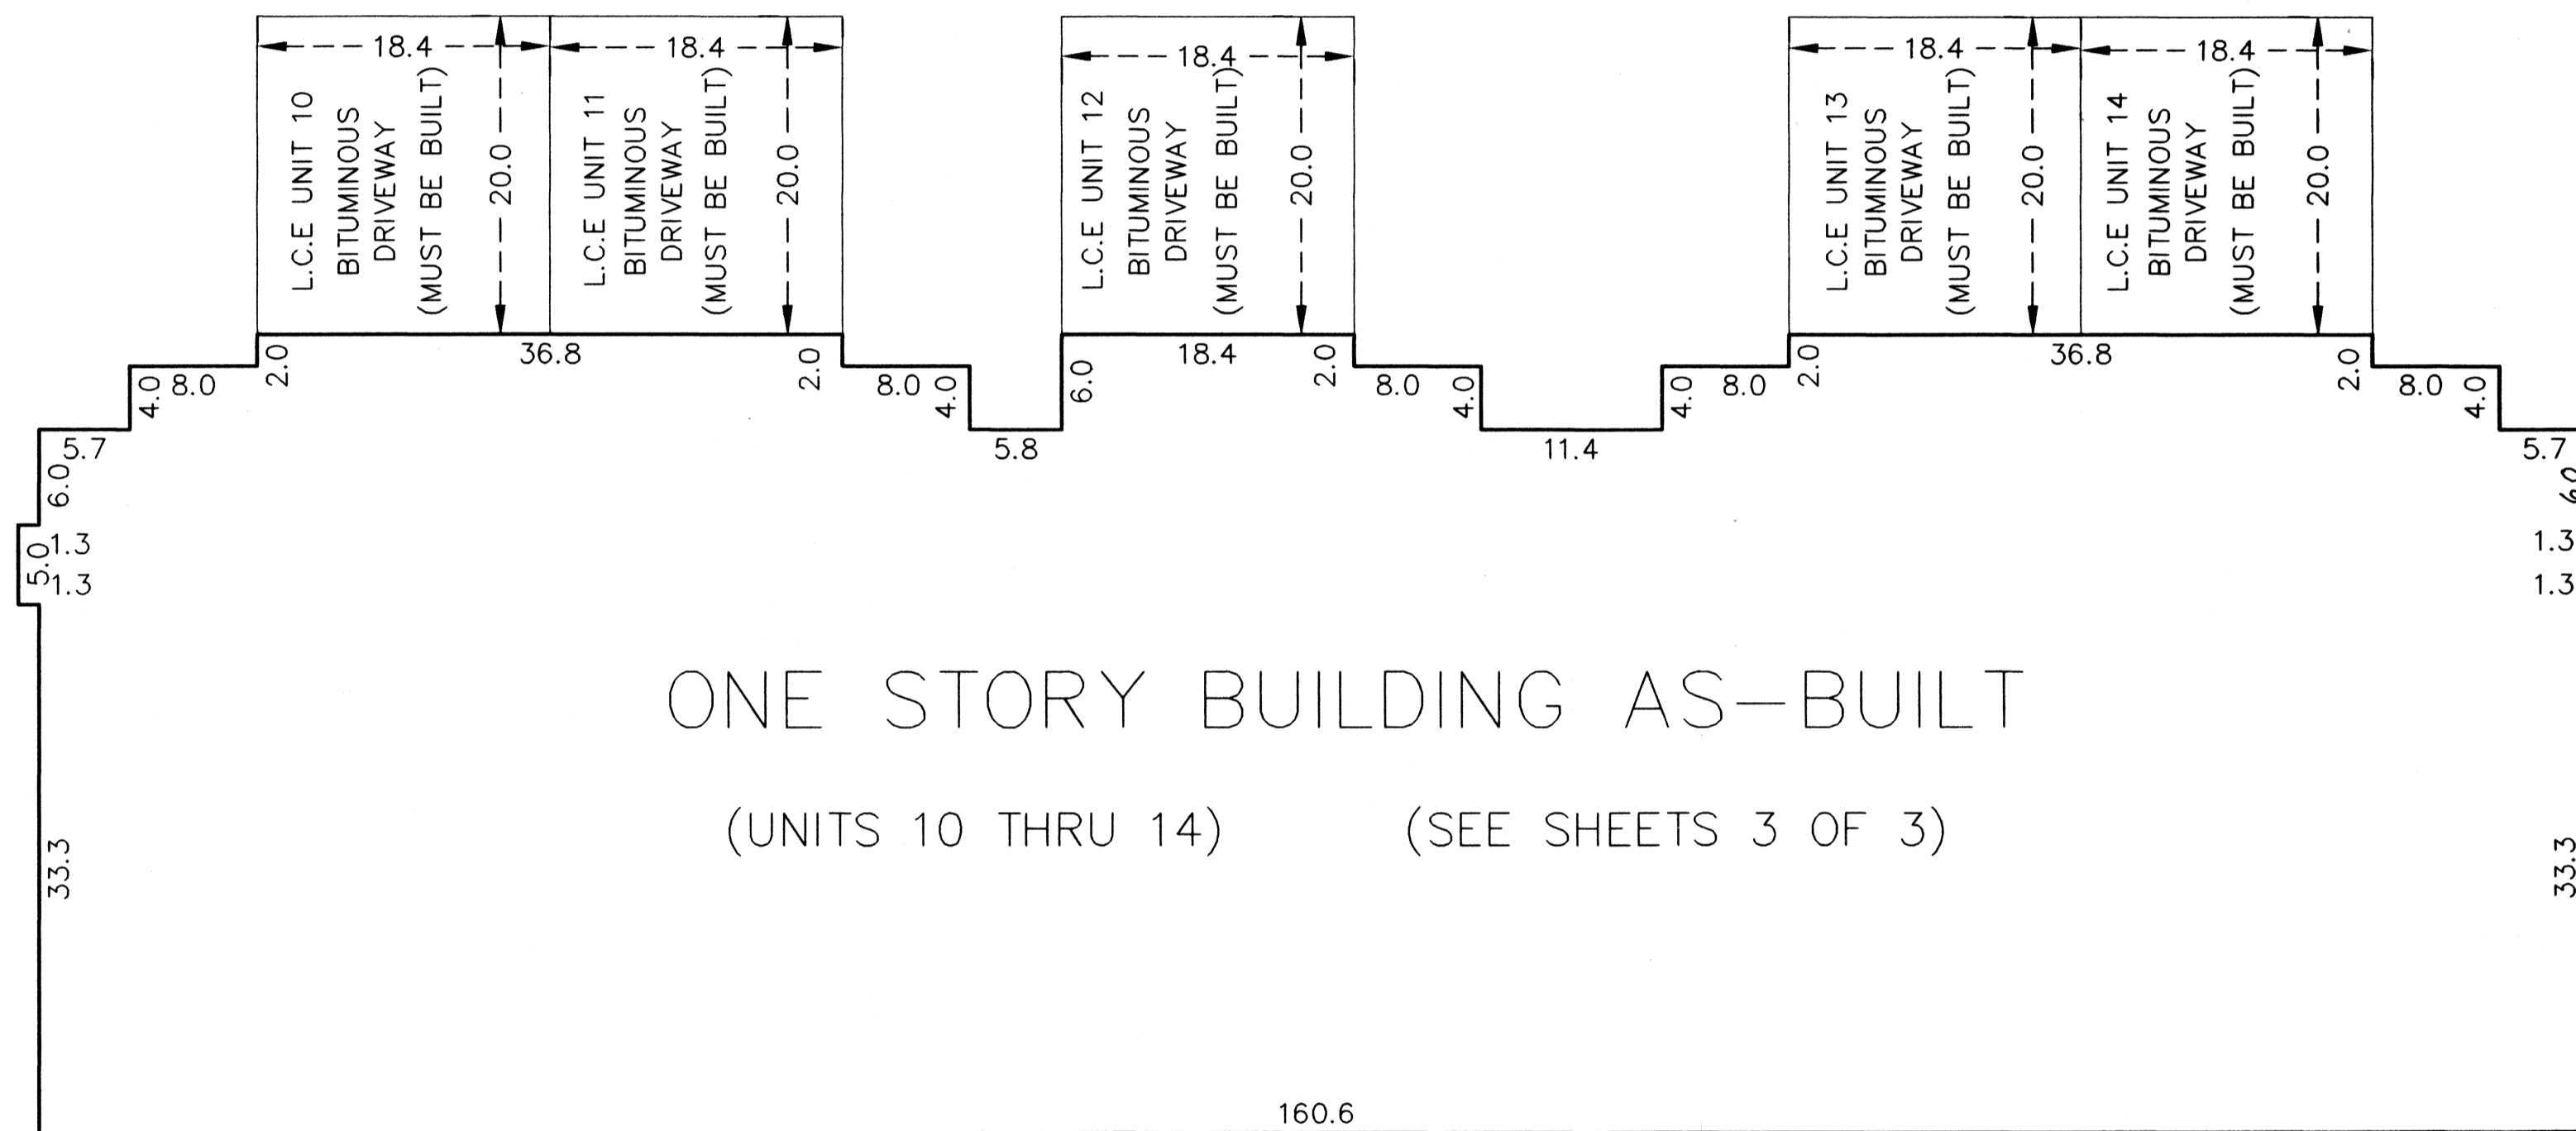 18.4
18.4
18.4
18.4
18.4
L.C.E UNIT 10
BITUMINOUS
DRIVEWAY
(MUST BE BUILT)
20.0
L.C.E UNIT 11
BITUMINOUS
DRIVEWAY
(MUST BE BUILT)
20.0
L.C.E UNIT 12
BITUMINOUS
DRIVEWAY
(MUST BE BUILT)
20.0
L.C.E UNIT 13
BITUMINOUS
DRIVEWAY
(MUST BE BUILT)
20.0
L.C.E UNIT 14
BITUMINOUS
DRIVEWAY
(MUST BE BUILT)
20.0
2.0
36.8
2.0
6.0
18.4
2.0
2.0
36.8
2.0
4.0
8.0
8.0
4.0
8.0
4.0
4.0
8.0
8.0
4.0
5.7
5.8
11.4
5.7
6.0
6.0
5.0
1.3
1.3
1.3
1.3
ONE STORY BUILDING AS-BUILT
(UNITS 10 THRU 14) (SEE SHEETS 3 OF 3)
33.3
33.3
160.6